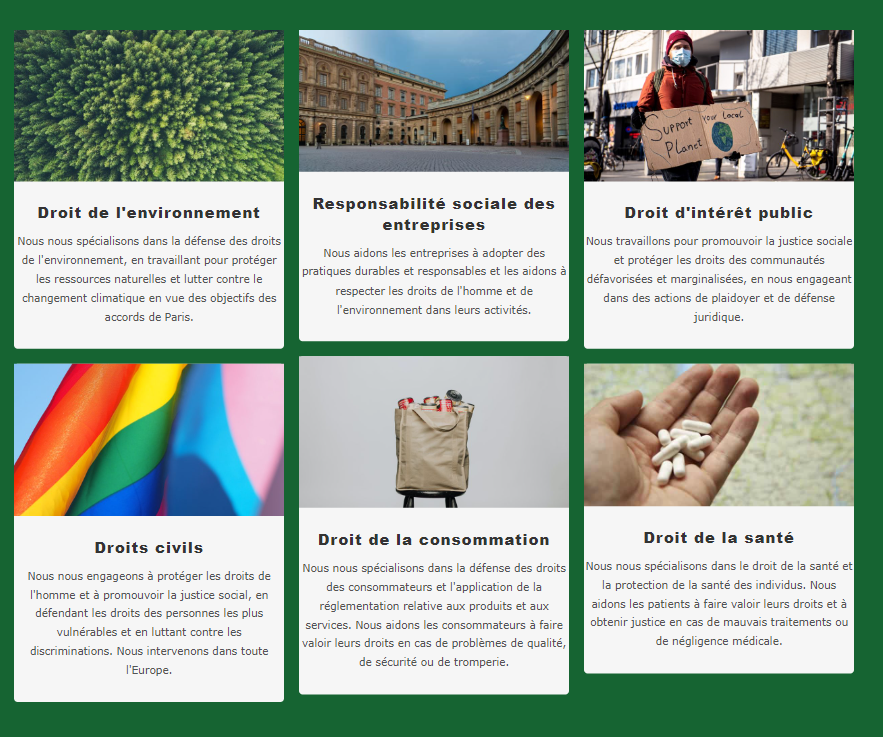 Support your Local
Planet
Droit de l'environnement
Nous nous spécialisons dans la défense des droits
de l'environnement, en travaillant pour protéger
les ressources naturelles et lutter contre le
changement climatique en vue des objectifs des
accords de Paris.
Responsabilité sociale des
entreprises
Nous aidons les entreprises à adopter des
pratiques durables et responsables et les aidons à
respecter les droits de l'homme et de
l'environnement dans leurs activités.
Droit d'intérêt public
Nous travaillons pour promouvoir la justice sociale
et protéger les droits des communautés
défavorisées et marginalisées, en nous engageant
dans des actions de plaidoyer et de défense
juridique.
Droits civils
Nous nous engageons à protéger les droits de
l'homme et à promouvoir la justice social, en
défendant les droits des personnes les plus
vulnérables et en luttant contre les
discriminations. Nous intervenons dans toute
l'Europe.
Droit de la consommation
Nous nous spécialisons dans la défense des droits
des consommateurs et l'application de la
réglementation relative aux produits et aux
services. Nous aidons les consommateurs à faire
valoir leurs droits en cas de problèmes de qualité,
de sécurité ou de tromperie.
Droit de la santé
Nous nous spécialisons dans le droit de la santé et
la protection de la santé des individus. Nous
aidons les patients à faire valoir leurs droits et à
obtenir justice en cas de mauvais traitements ou
de négligence médicale.